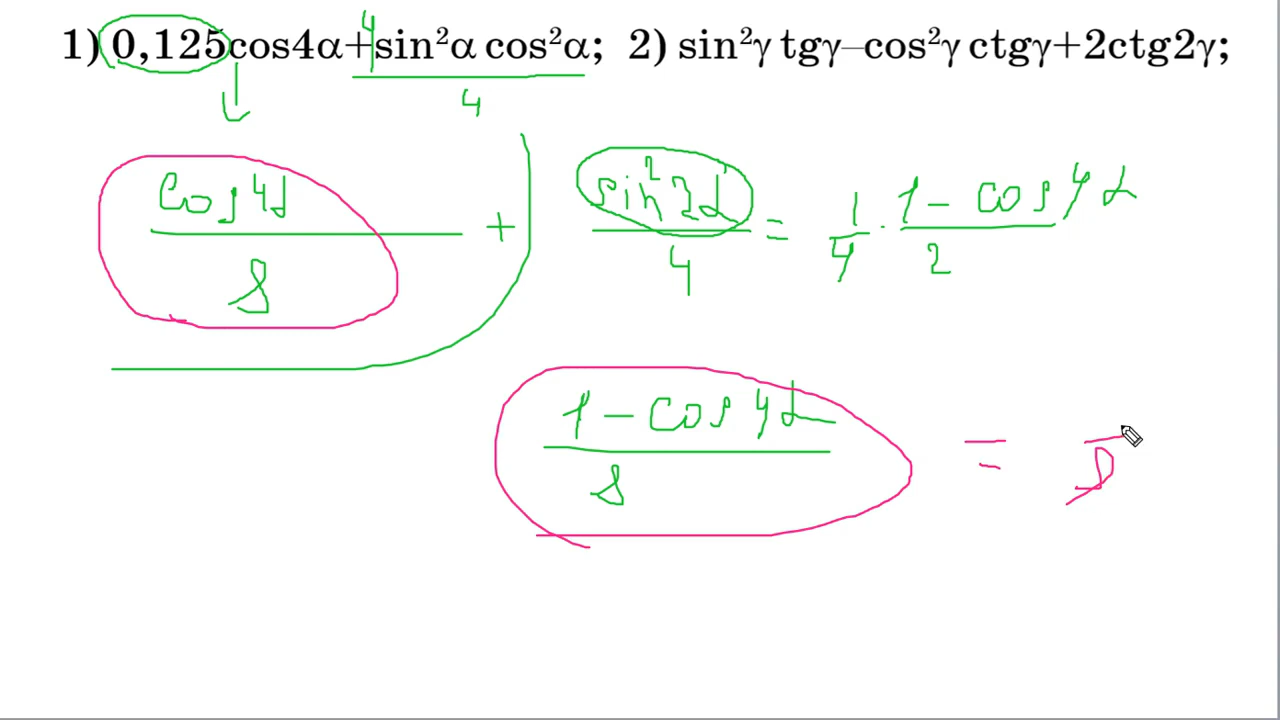 1) 0,125cos4α+4sin²α cos²α; 2) sin²γ tgγ–cos²γ ctgγ+2ctg2γ;
4
cos4α / 8 + sin²2α / 4 = 1/4 · 1 - cos4α / 2
1 - cos4α / 8 = / 8